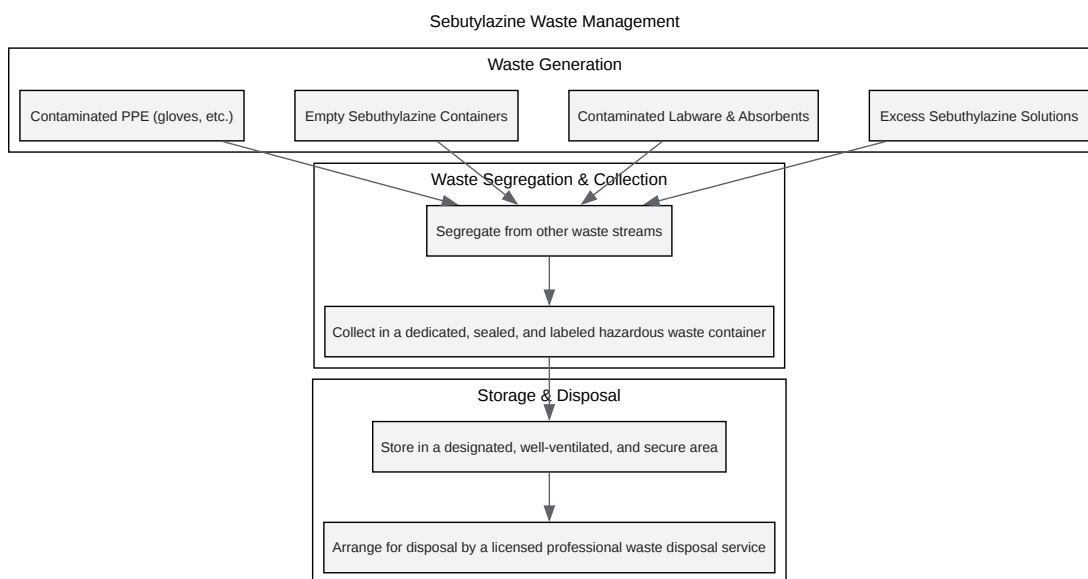 Sebutylazine Waste Management
Waste Generation
Contaminated PPE (gloves, etc.)
Empty Sebuthylazine Containers
Contaminated Labware & Absorbents
Excess Sebuthylazine Solutions
Waste Segregation & Collection
Segregate from other waste streams
Collect in a dedicated, sealed, and labeled hazardous waste container
Storage & Disposal
Store in a designated, well-ventilated, and secure area
Arrange for disposal by a licensed professional waste disposal service